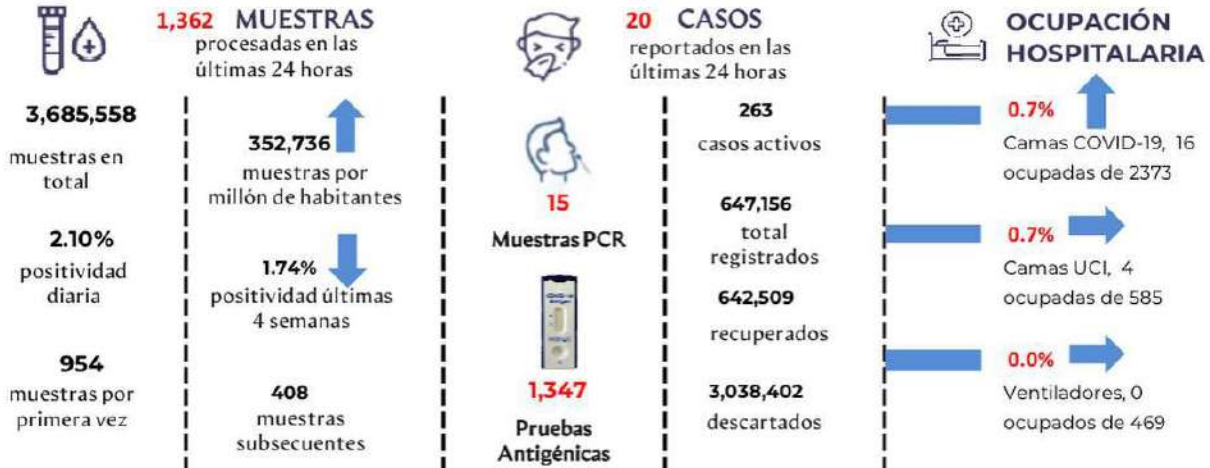 1,362 MUESTRAS
procesadas en las
últimas 24 horas
3,685,558
muestras en
total
2.10%
positividad
diaria
954
muestras por
primera vez
352,736
muestras por
millón de habitantes
1.74%
positividad últimas
4 semanas
408
muestras
subsecuentes
20 CASOS
reportados en las
últimas 24 horas
15
Muestras PCR
1,347
Pruebas
Antigénicas
263
casos activos
647,156
total
registrados
642,509
recuperados
3,038,402
descartados
OCUPACIÓN
HOSPITALARIA
0.7%
Camas COVID-19, 16
ocupadas de 2373
0.7%
Camas UCI, 4
ocupadas de 585
0.0%
Ventiladores, 0
ocupados de 469